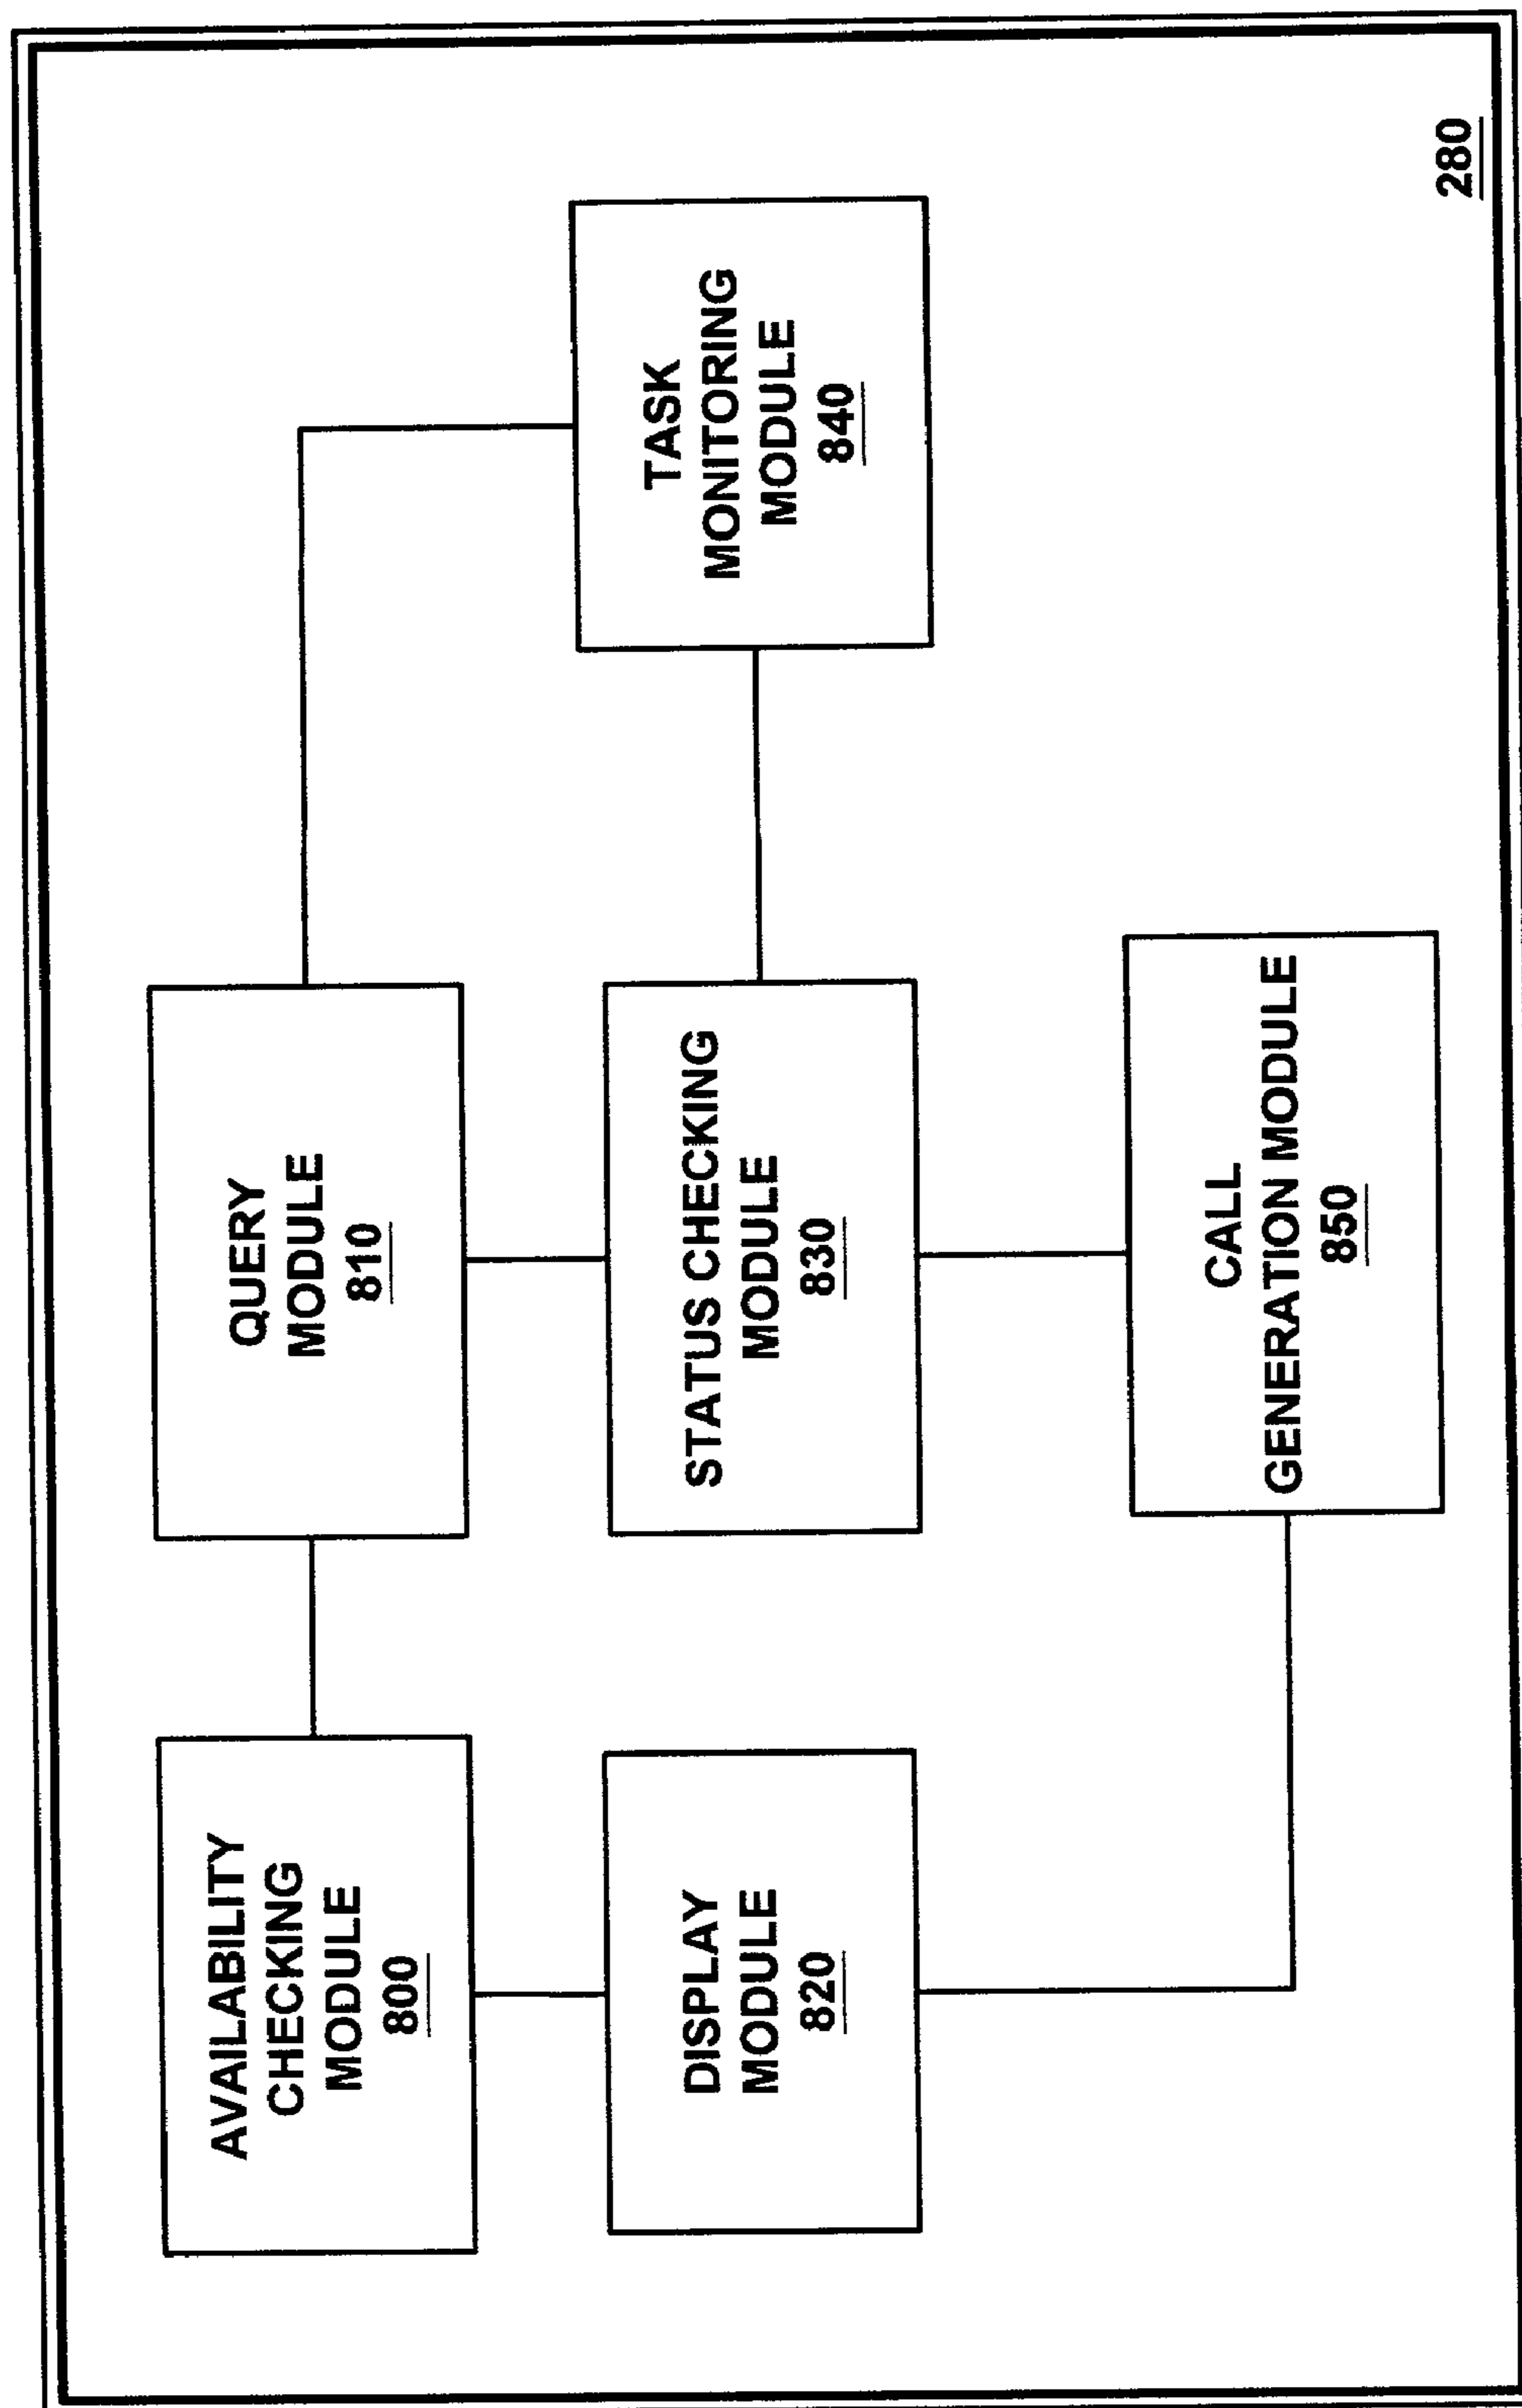 AVAILABILITY
CHECKING
MODULE
800
QUERY
MODULE
810
DISPLAY
MODULE
820
STATUS CHECKING
MODULE
830
TASK
MONITORING
MODULE
840
CALL
GENERATION MODULE
850
280